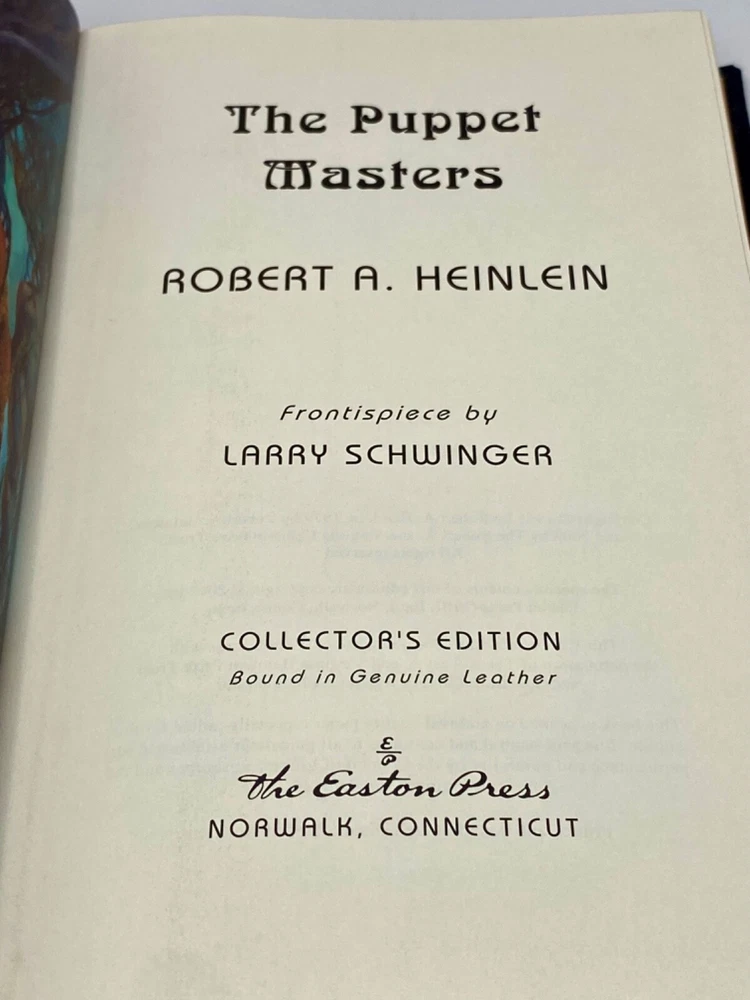 The Puppet
Masters
ROBERT A. HEINLEIN
Frontispiece by
LARRY SCHWINGER
COLLECTOR'S EDITION
Bound in Genuine Leather
E
P
The Easton Press
NORWALK, CONNECTICUT